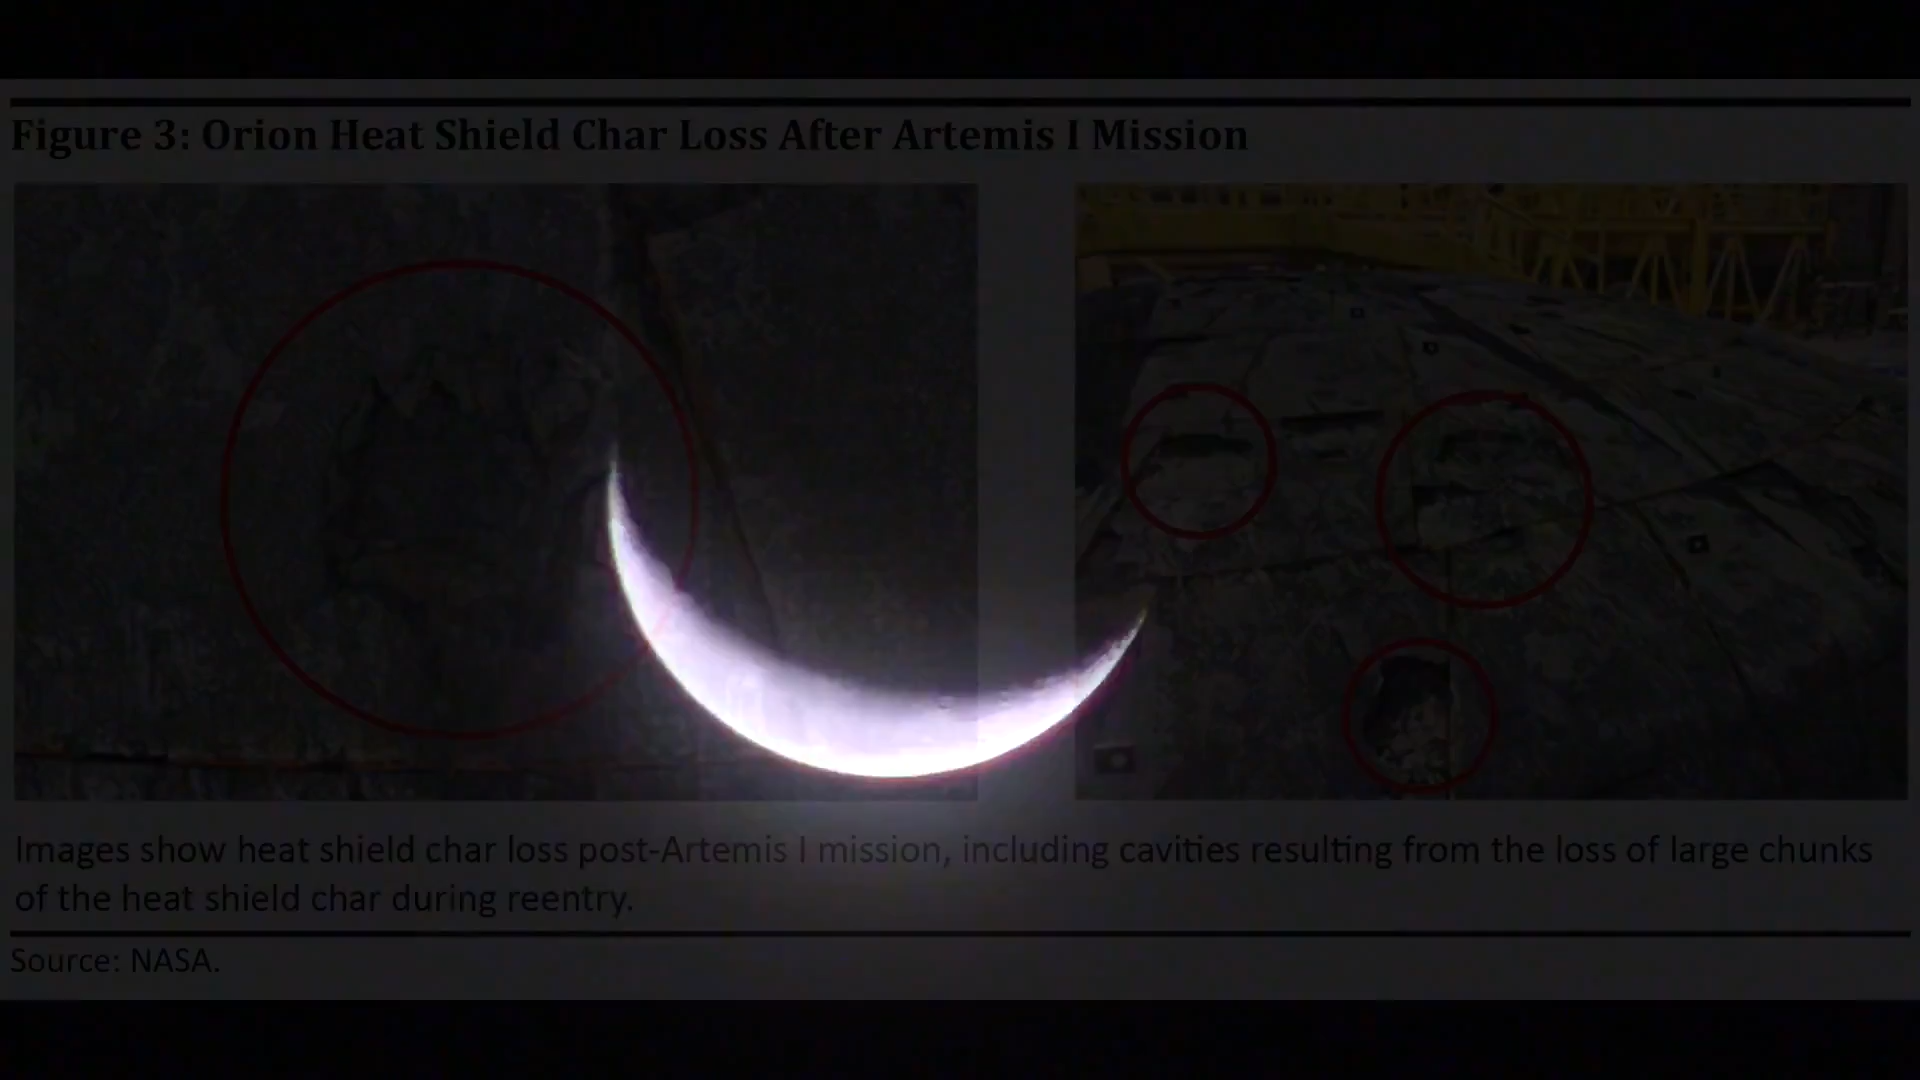 Figure 3: Orion Heat Shield Char Loss After Artemis I Mission
Images show heat shield char loss post-Artemis I mission, including cavities resulting from the loss of large chunks
of the heat shield char during reentry.
Source: NASA.